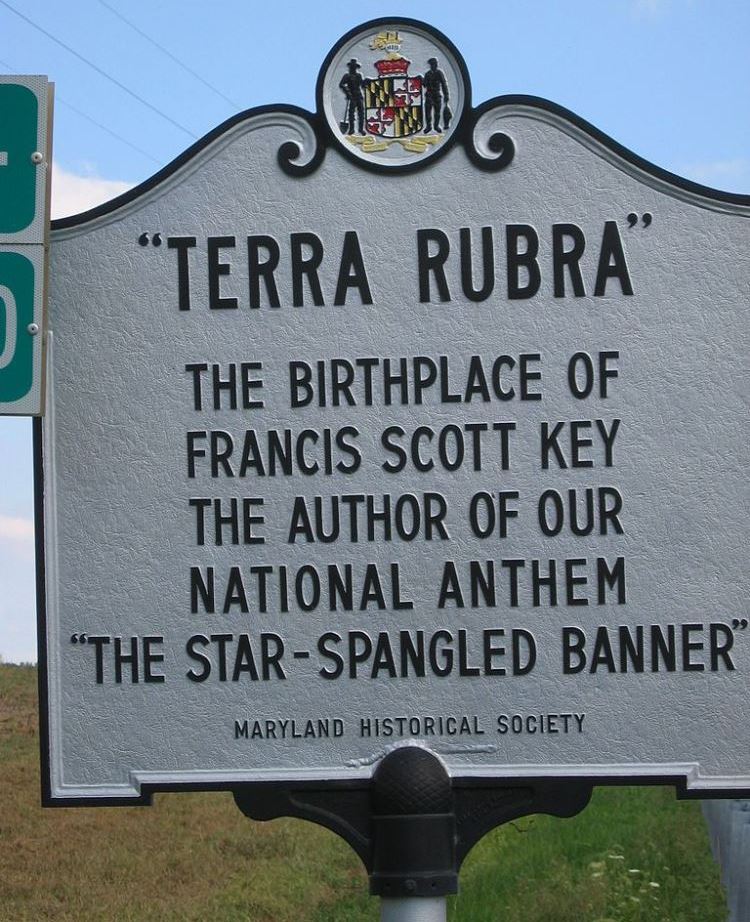 “TERRA RUBRA”
THE BIRTHPLACE OF
FRANCIS SCOTT KEY
THE AUTHOR OF OUR
NATIONAL ANTHEM
“THE STAR-SPANGLED BANNER”
MARYLAND HISTORICAL SOCIETY